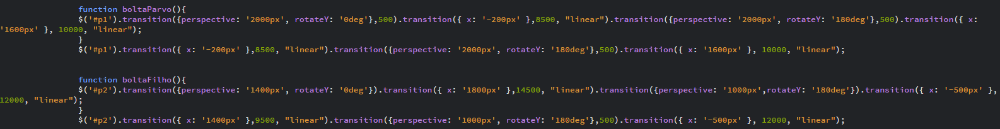 function boltaParvo(){
$('#p1').transition({perspective: '2000px', rotateY: '0deg'},500).transition({ x: '-200px' },8500, "linear").transition({perspective: '2000px', rotateY: '180deg'},500).transition({ x:
'1600px' }, 10000, "linear");
}
$('#p1').transition({ x: '-200px' },8500, "linear").transition({perspective: '2000px', rotateY: '180deg'},500).transition({ x: '1600px' }, 10000, "linear");
function boltaFilho(){
$('#p2').transition({perspective: '1400px', rotateY: '0deg'}).transition({ x: '1800px' },14500, "linear").transition({perspective: '1000px',rotateY: '180deg'}).transition({ x: '-500px' },
12000, "linear");
}
$('#p2').transition({ x: '1400px' },9500, "linear").transition({perspective: '1000px', rotateY: '180deg'},500).transition({ x: '-500px' }, 12000, "linear");